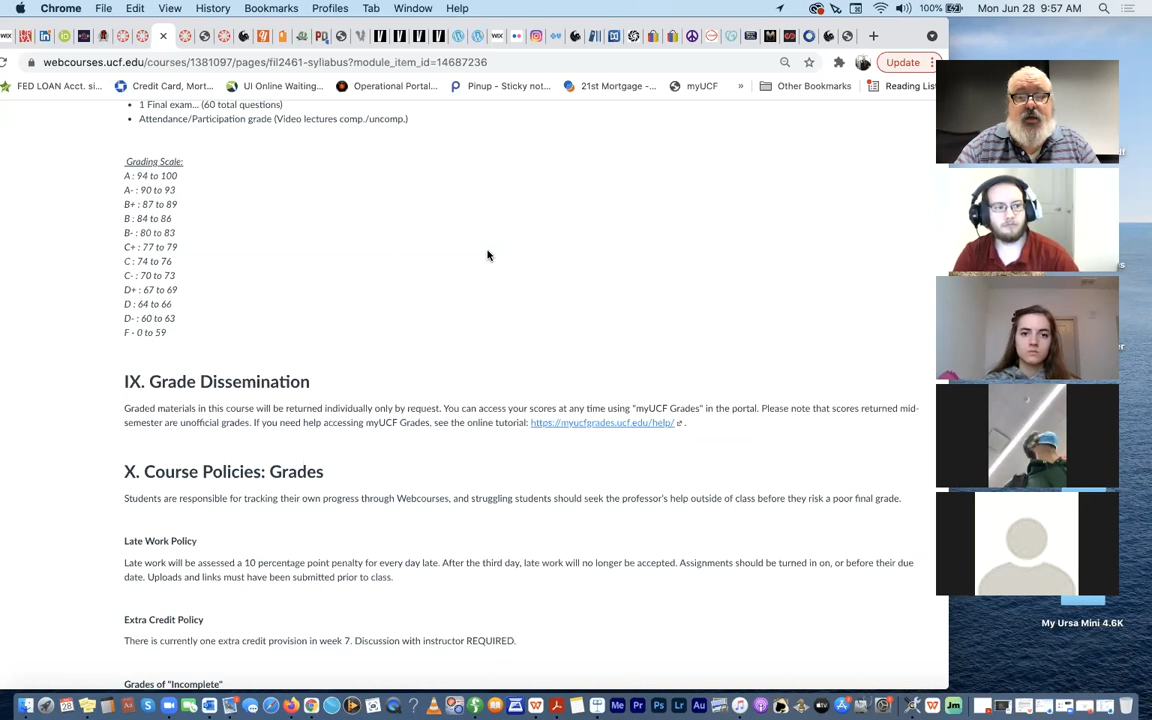 Chrome File Edit View History Bookmarks Profiles Tab Window Help 100% Mon Jun 28 9:57 AM
webcourses.ucf.edu/courses/1381097/pages/fil2461-syllabus?module_item_id=14687236 Update
FED LOAN Acct. si... Credit Card, Mort... UI Online Waiting... Operational Portal... Pinup - Sticky not... 21st Mortgage -... myUCF » Other Bookmarks Reading List
• 1 Final exam... (60 total questions)
• Attendance/Participation grade (Video lectures comp./uncomp.)
Grading Scale:
A : 94 to 100
A- : 90 to 93
B+ : 87 to 89
B : 84 to 86
B- : 80 to 83
C+ : 77 to 79
C : 74 to 76
C- : 70 to 73
D+ : 67 to 69
D : 64 to 66
D- : 60 to 63
F - 0 to 59
IX. Grade Dissemination
Graded materials in this course will be returned individually only by request. You can access your scores at any time using "myUCF Grades" in the portal. Please note that scores returned mid-
semester are unofficial grades. If you need help accessing myUCF Grades, see the online tutorial: https://myucfgrades.ucf.edu/help/ .
X. Course Policies: Grades
Students are responsible for tracking their own progress through Webcourses, and struggling students should seek the professor's help outside of class before they risk a poor final grade.
Late Work Policy
Late work will be assessed a 10 percentage point penalty for every day late. After the third day, late work will no longer be accepted. Assignments should be turned in on, or before their due
date. Uploads and links must have been submitted prior to class.
Extra Credit Policy
There is currently one extra credit provision in week 7. Discussion with instructor REQUIRED.
My Ursa Mini 4.6K
Grades of "Incomplete"